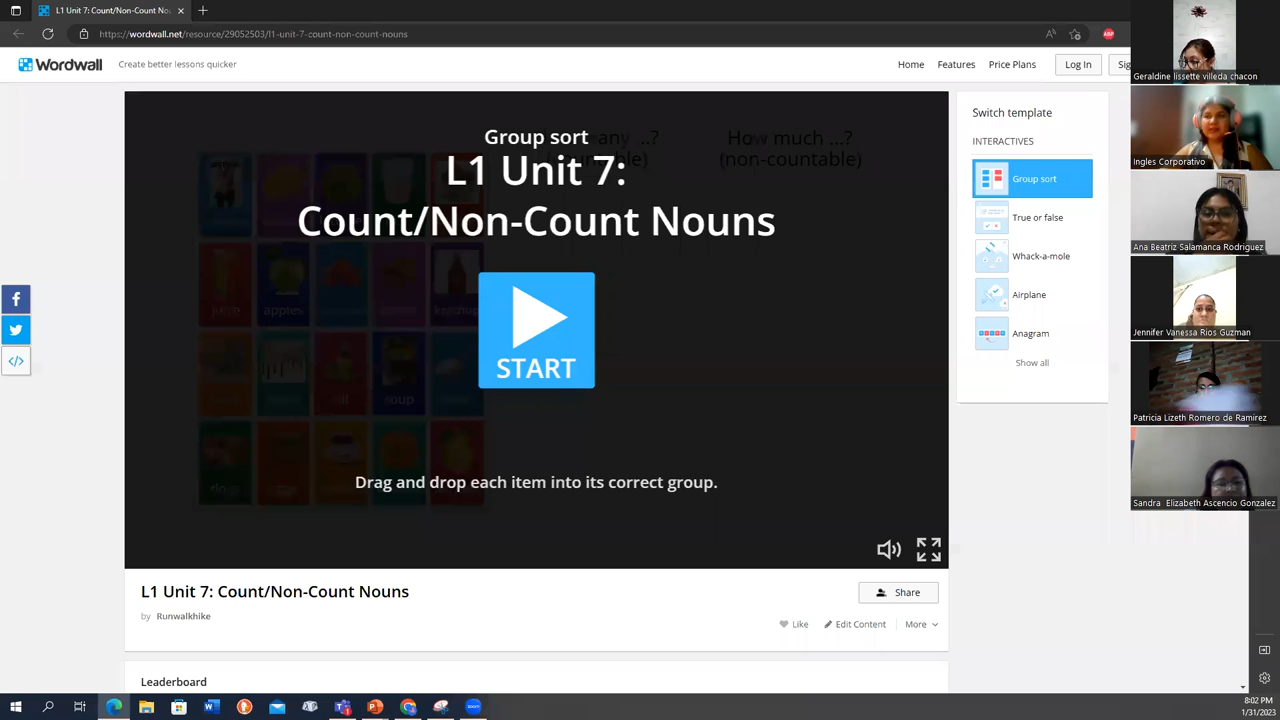 L1 Unit 7: Count/Non-Count No
https://wordwall.net/resource/29052503/l1-unit-7-count-non-count-nouns
Wordwall
Create better lessons quicker
Home
Features
Price Plans
Log In
Sig
Group sort
How much ...?
(non-countable)
L1 Unit 7:
Count/Non-Count Nouns
apples
soup
START
Drag and drop each item into its correct group.
Switch template
INTERACTIVES
Group sort
True or false
Whack-a-mole
Airplane
Anagram
Show all
L1 Unit 7: Count/Non-Count Nouns
by Runwalkhike
Share
Like
Edit Content
More
Leaderboard
Geraldine lissette villeda chacon
Ingles Corporativo
Ana Beatriz Salamanca Rodriguez
Jennifer Vanessa Rios Guzman
Patricia Lizeth Romero de Ramirez
Sandra Elizabeth Ascencio Gonzalez
8:02 PM
1/31/2023